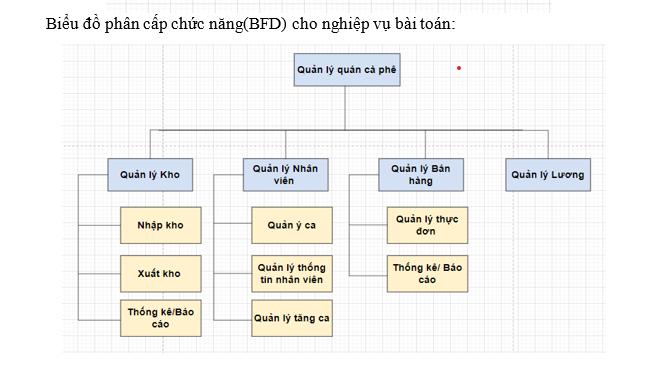 Biểu đồ phân cấp chức năng(BFD) cho nghiệp vụ bài toán:
Quản lý quán cà phê
Quản lý Kho
Quản lý Nhân
viên
Quản lý Bán
hàng
Quản lý Lương
Nhập kho
Quản ý ca
Quản lý thực
đơn
Xuất kho
Quản lý thống
tin nhân viên
Thống kê/ Báo
cáo
Thống kê/Báo
cáo
Quản lý tăng ca